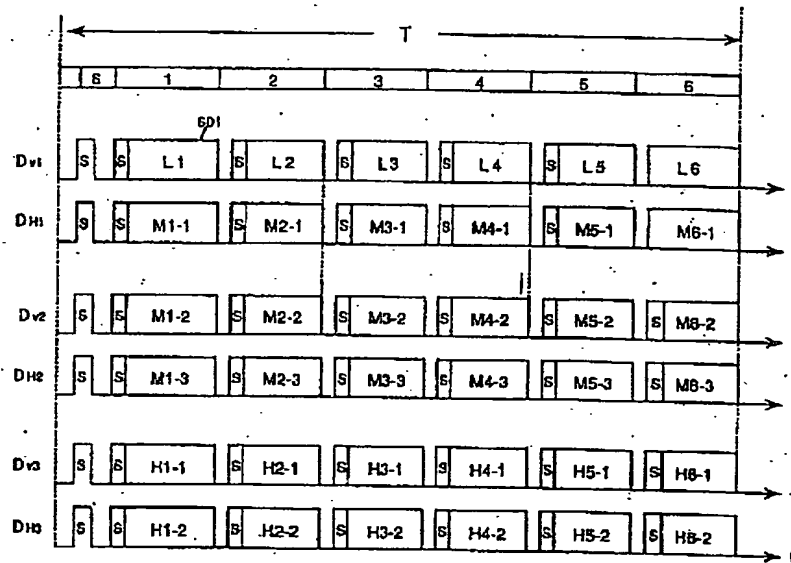 T
S 1 2 3 4 5 6
601
Dv1 S S L1 S L2 S L3 S L4 S L5 L6
DH1 S S M1-1 S M2-1 S M3-1 S M4-1 S M5-1 M6-1
Dv2 S S M1-2 S M2-2 S M3-2 S M4-2 S M5-2 S M6-2
DH2 S S M1-3 S M2-3 S M3-3 S M4-3 S M5-3 S M6-3
Dv3 S S H1-1 S H2-1 S H3-1 S H4-1 S H5-1 S H6-1
DH3 S S H1-2 S H2-2 S H3-2 S H4-2 S H5-2 S H6-2